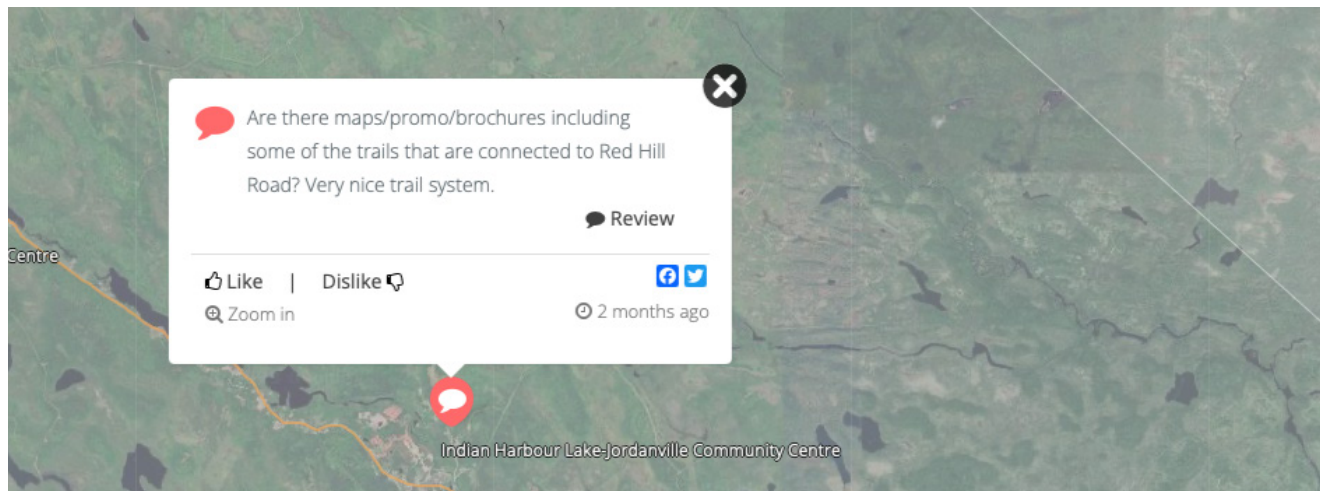 Are there maps/promo/brochures including
some of the trails that are connected to Red Hill
Road? Very nice trail system.
Review
Centre
Like | Dislike
Zoom in
2 months ago
Indian Harbour Lake-Jordanville Community Centre